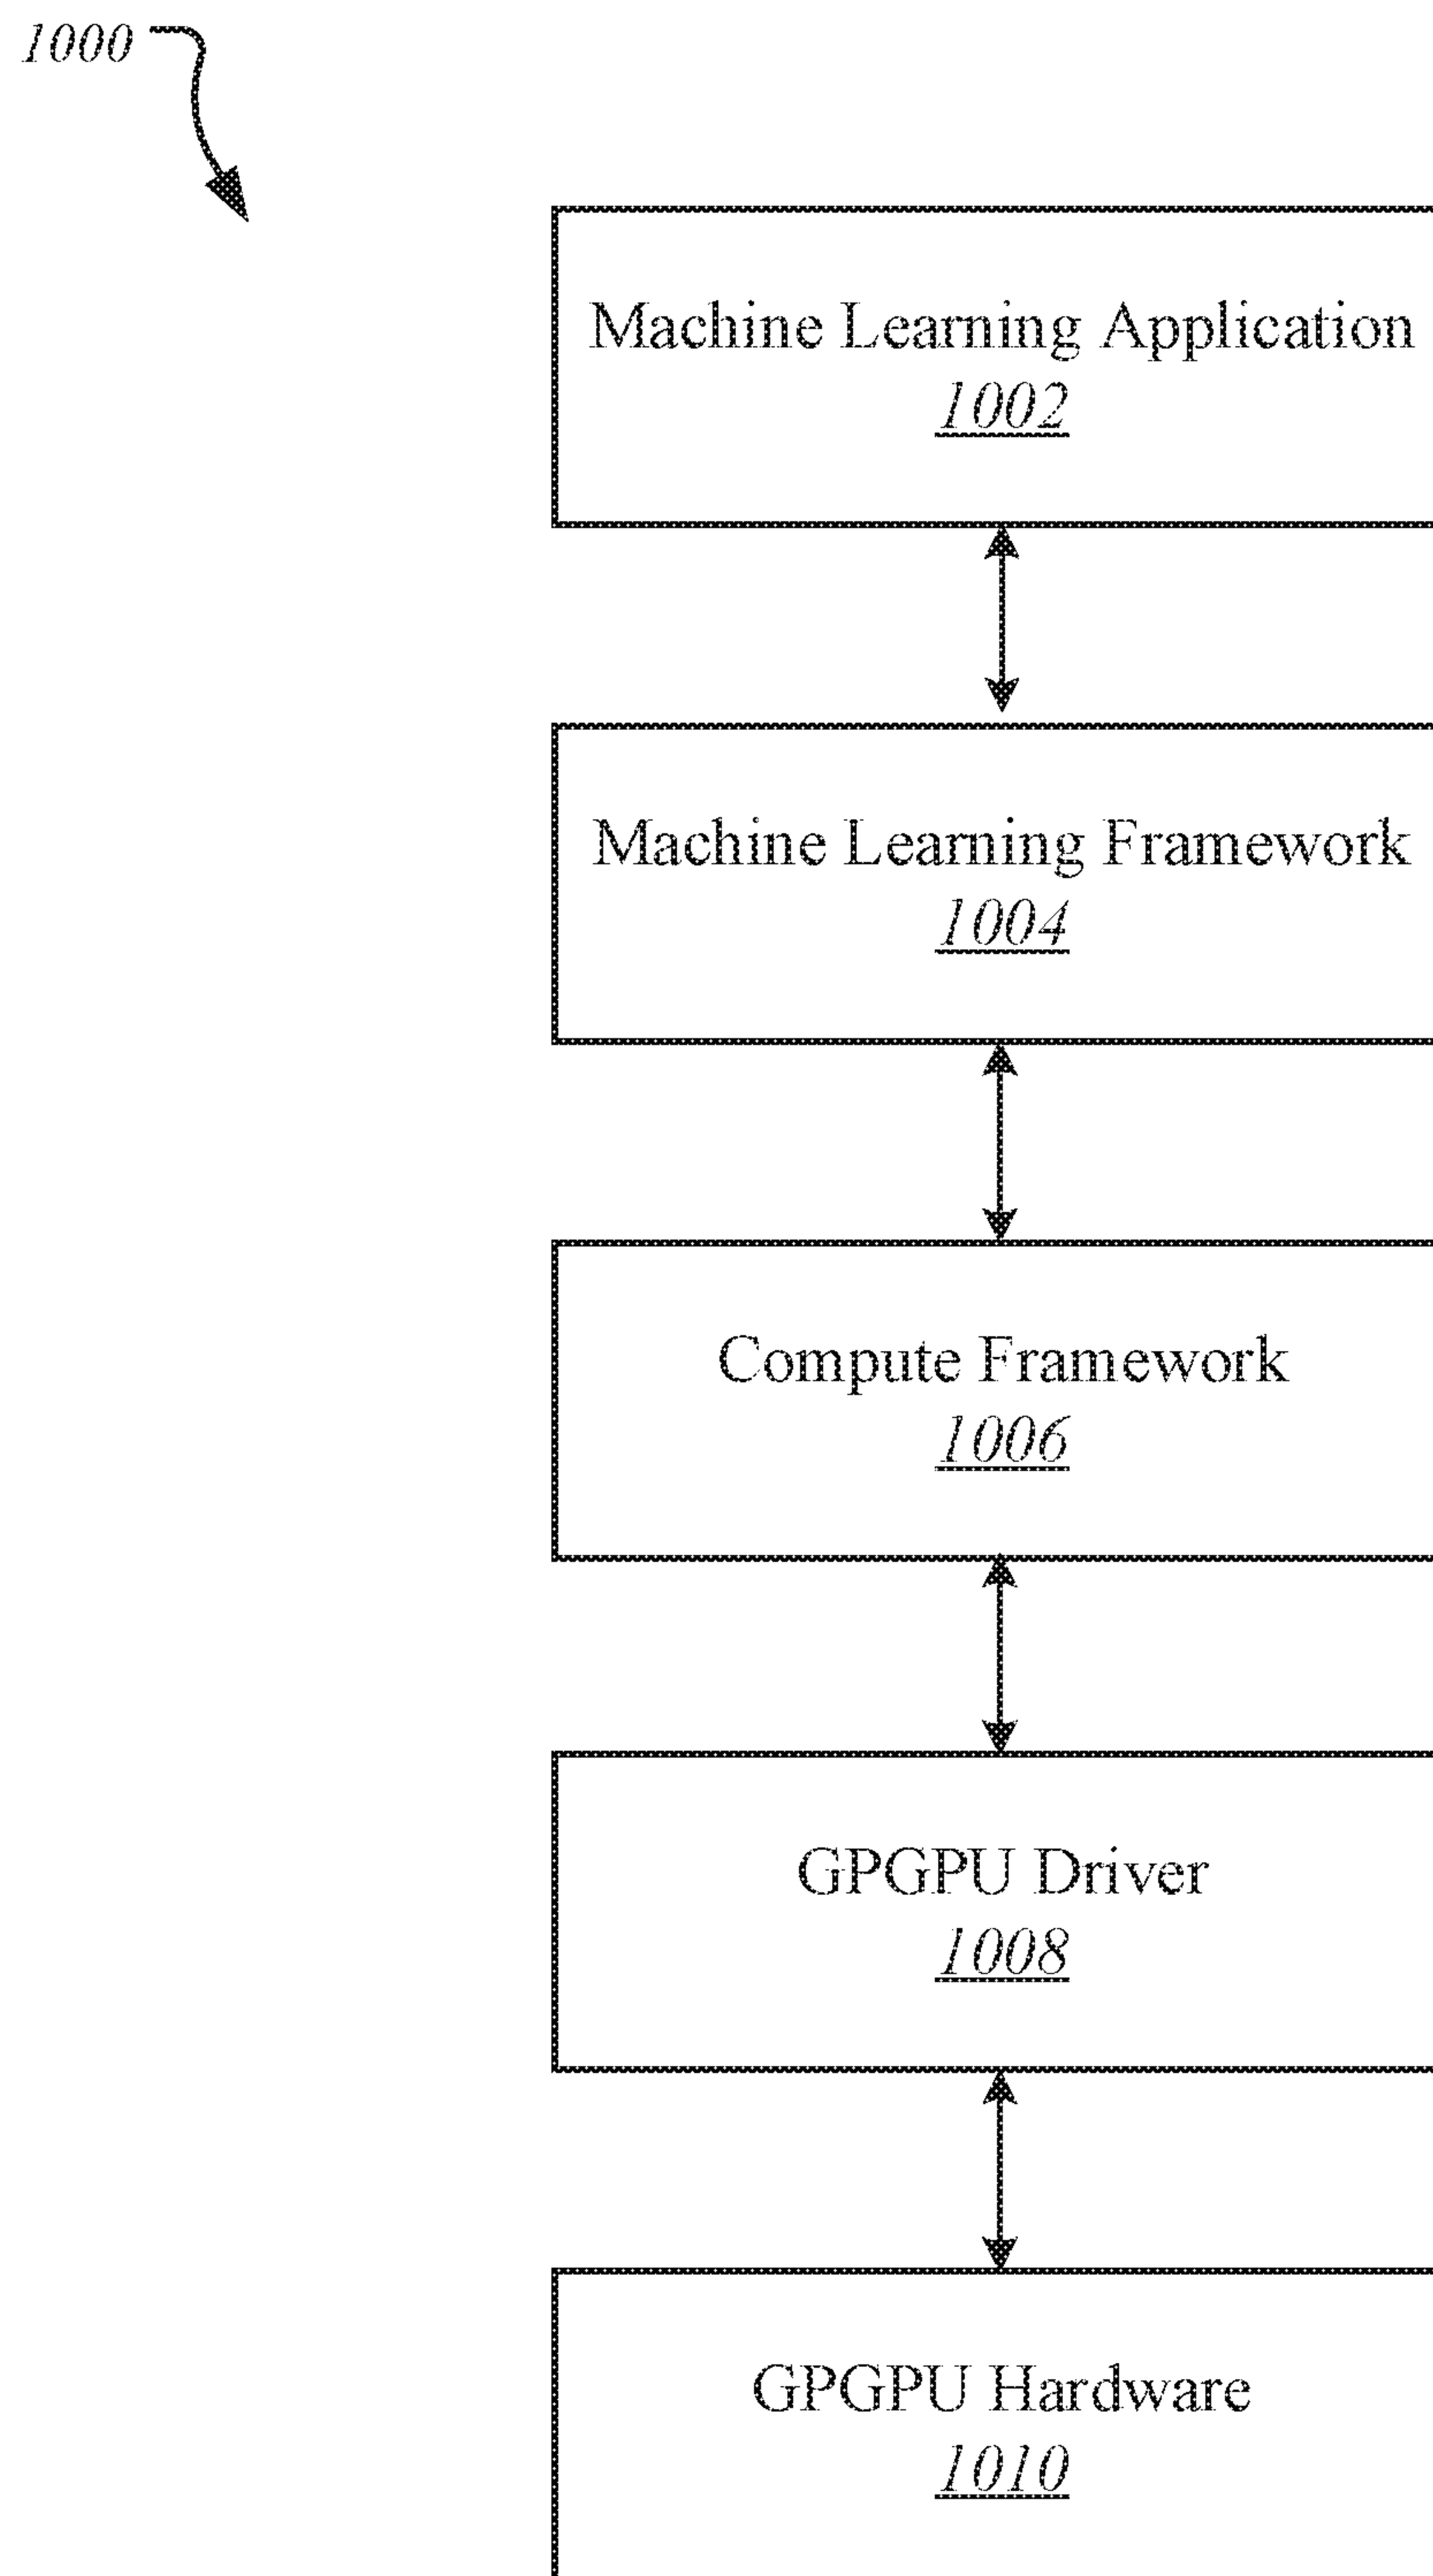 1000
Machine Learning Application
1002
Machine Learning Framework
1004
Compute Framework
1006
GPGPU Driver
1008
GPGPU Hardware
1010